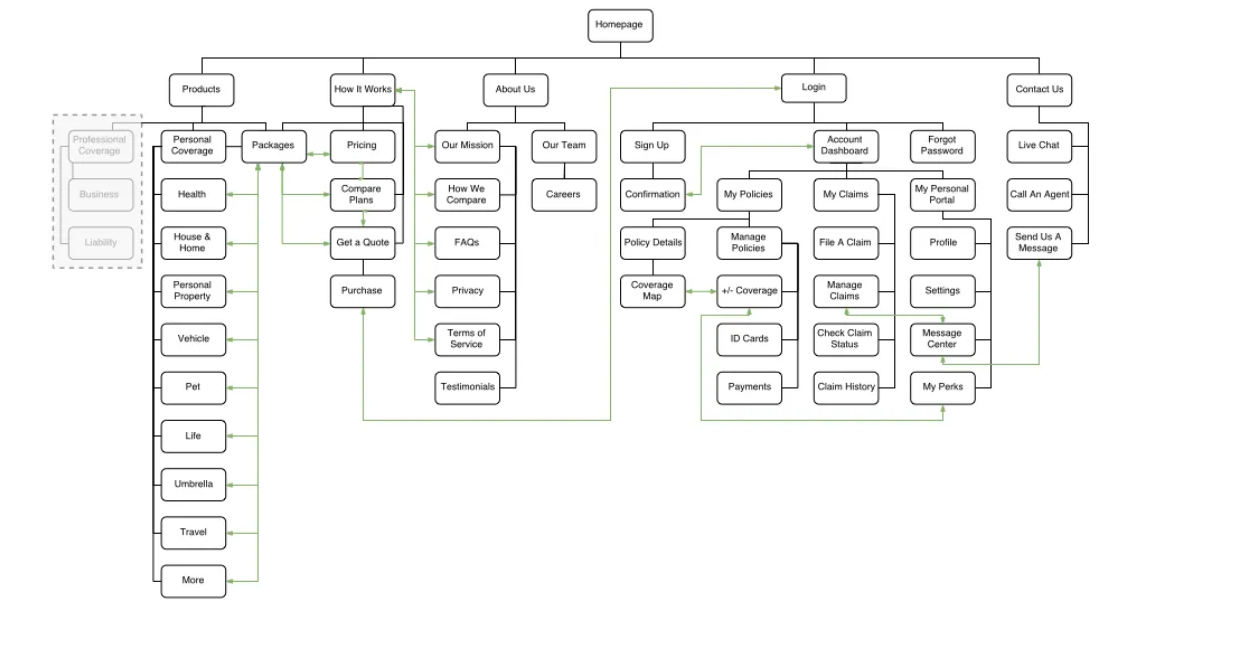 Homepage
Products
How It Works
About Us
Login
Contact Us
Professional
Coverage
Personal
Coverage
Packages
Pricing
Our Mission
Our Team
Sign Up
Account
Dashboard
Forgot
Password
Live Chat
Business
Health
Compare
Plans
How We
Compare
Careers
Confirmation
My Policies
My Claims
My Personal
Portal
Call An Agent
Liability
House &
Home
Get a Quote
FAQs
Policy Details
Manage
Policies
File A Claim
Profile
Send Us A
Message
Personal
Property
Purchase
Privacy
Coverage
Map
+/- Coverage
Manage
Claims
Settings
Vehicle
Terms of
Service
ID Cards
Check Claim
Status
Message
Center
Pet
Testimonials
Payments
Claim History
My Perks
Life
Umbrella
Travel
More